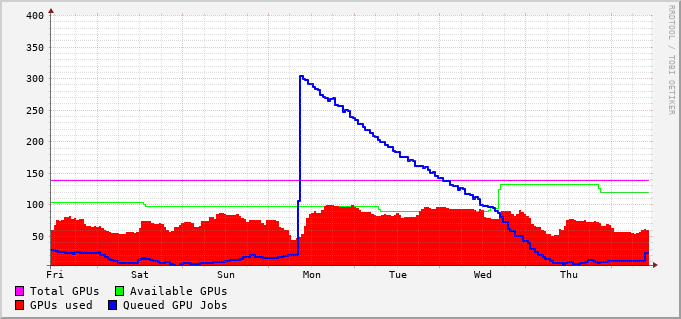 400
350
300
250
200
150
100
50
Fri Sat Sun Mon Tue Wed Thu
Total GPUs Available GPUs
GPUs used Queued GPU Jobs
RRDTOOL / TOBI OETIKER